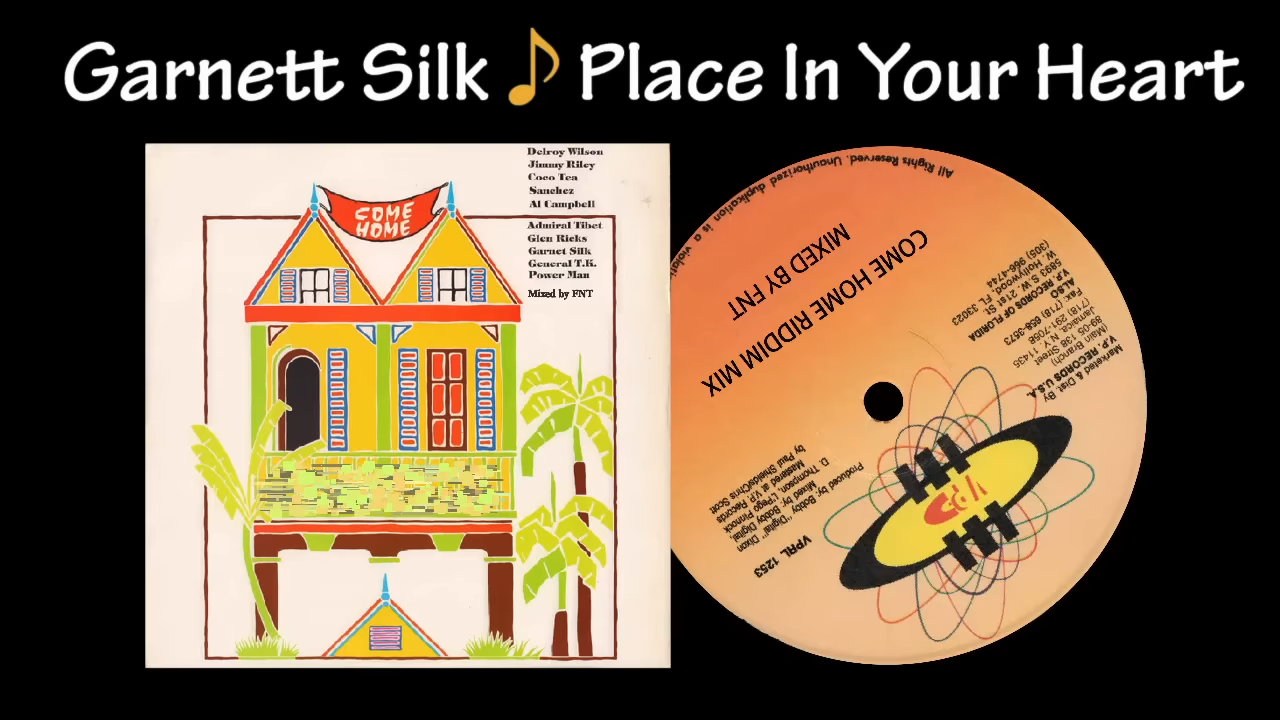 Garnett Silk Place In Your Heart
COME
HOME
Delroy Wilson
Jimmy Riley
Coco Tea
Sanchez
Al Campbell
Admiral Tibet
Glen Ricks
Garnet Silk
General T.K.
Power Man
Mixed by FNT
All Rights Reserved. Unauthorized duplication is a
COME HOME RIDDIM MIX
MIXED BY FNT
Marketed & Dist. By
V.P. RECORDS U.S.A.
(Main Branch)
89-05 138 Street
Jamaica, N.Y. 11435
(718) 291-7058
Fax: (718) 658-3573
ALSO
V.P. RECORDS OF FLORIDA
5893 S.W. 21st St.
W. Hollywood, FL 33023
(305) 966-4744
V.P.
VPRL 1253
Produced by: Bobby "Digital" Dixon
Mixed by: Bobby Digital,
D. Thompson, L'Pego Pinnock
Mastered at V.P. Records
by Paul Shields/Chris Scott